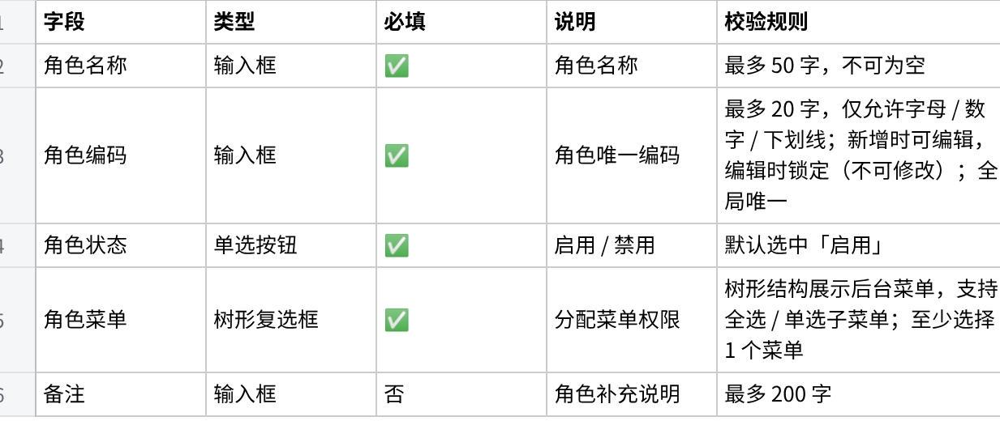 1 字段 类型 必填 说明 校验规则
2 角色名称 输入框 ✅ 角色名称 最多 50 字，不可为空
3 角色编码 输入框 ✅ 角色唯一编码 最多 20 字，仅允许字母 / 数
字 / 下划线；新增时可编辑，
编辑时锁定（不可修改）；全
局唯一
4 角色状态 单选按钮 ✅ 启用 / 禁用 默认选中「启用」
5 角色菜单 树形复选框 ✅ 分配菜单权限 树形结构展示后台菜单，支持
全选 / 单选子菜单；至少选择
1 个菜单
6 备注 输入框 否 角色补充说明 最多 200 字